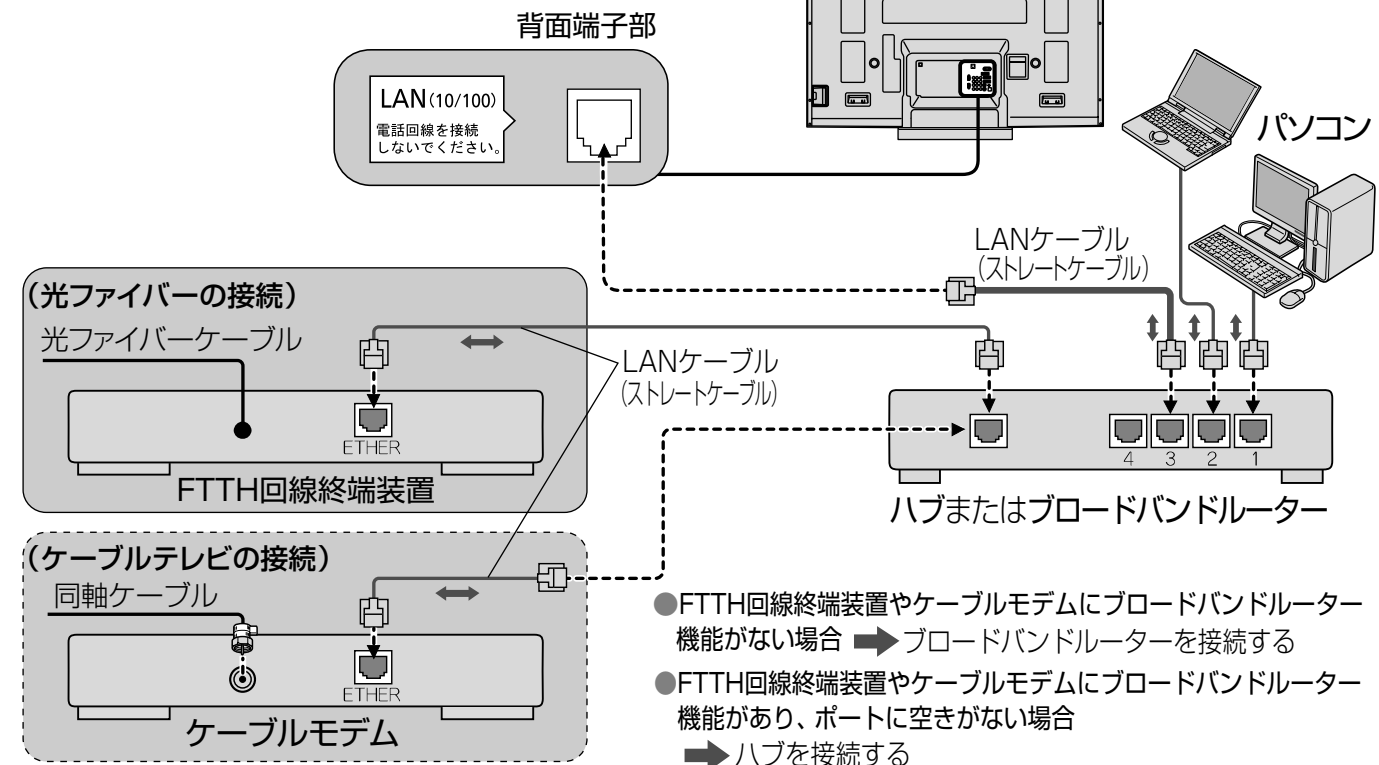 背面端子部
LAN(10/100)
電話回線を接続
しないでください。
パソコン
LANケーブル
(ストレートケーブル)
(光ファイバーの接続)
光ファイバーケーブル
ETHER
FTTH回線終端装置
LANケーブル
(ストレートケーブル)
4 3 2 1
ハブまたはブロードバンドルーター
(ケーブルテレビの接続)
同軸ケーブル
ETHER
ケーブルモデム
●FTTH回線終端装置やケーブルモデムにブロードバンドルーター
機能がない場合 ➡ ブロードバンドルーターを接続する
●FTTH回線終端装置やケーブルモデムにブロードバンドルーター
機能があり、ポートに空きがない場合
➡ ハブを接続する